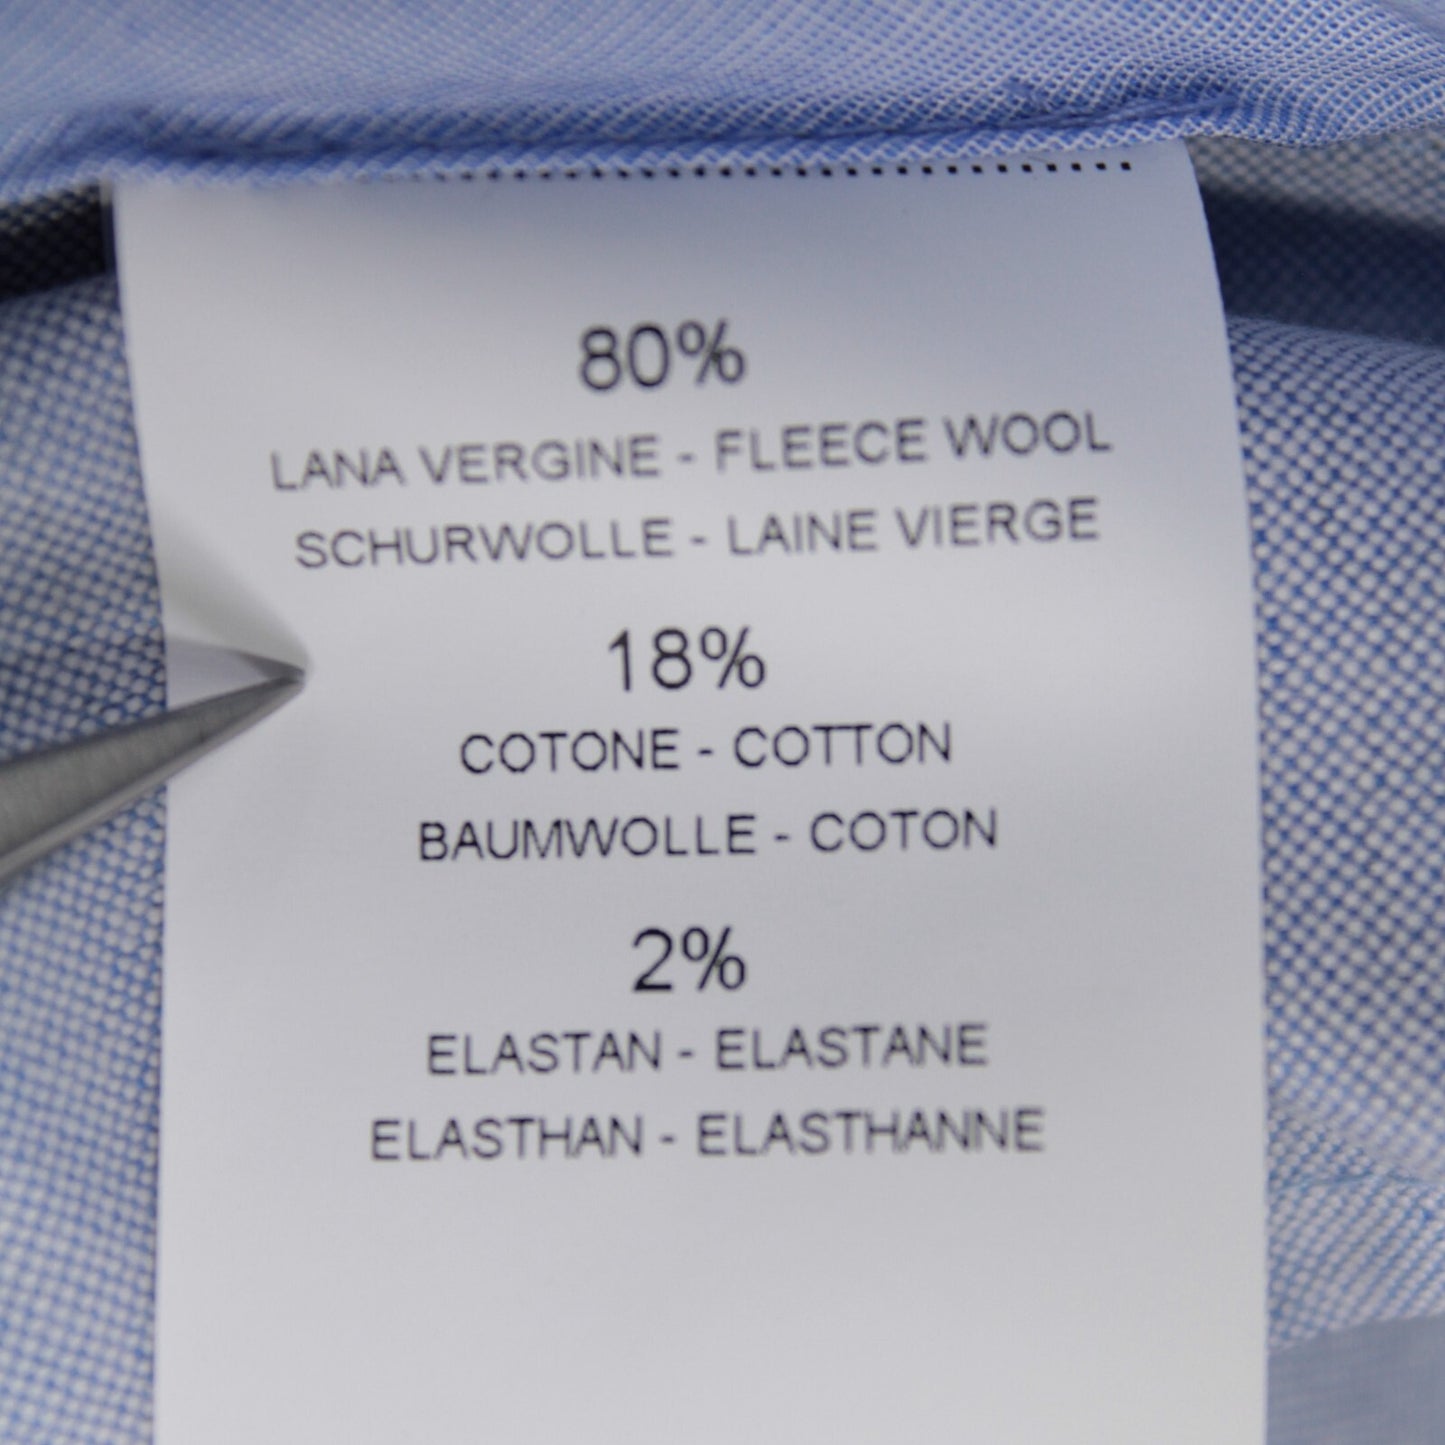 80%
LANA VERGINE - FLEECE WOOL
SCHURWOLLE - LAINE VIERGE
18%
COTONE - COTTON
BAUMWOLLE - COTON
2%
ELASTAN - ELASTANE
ELASTHAN - ELASTHANNE